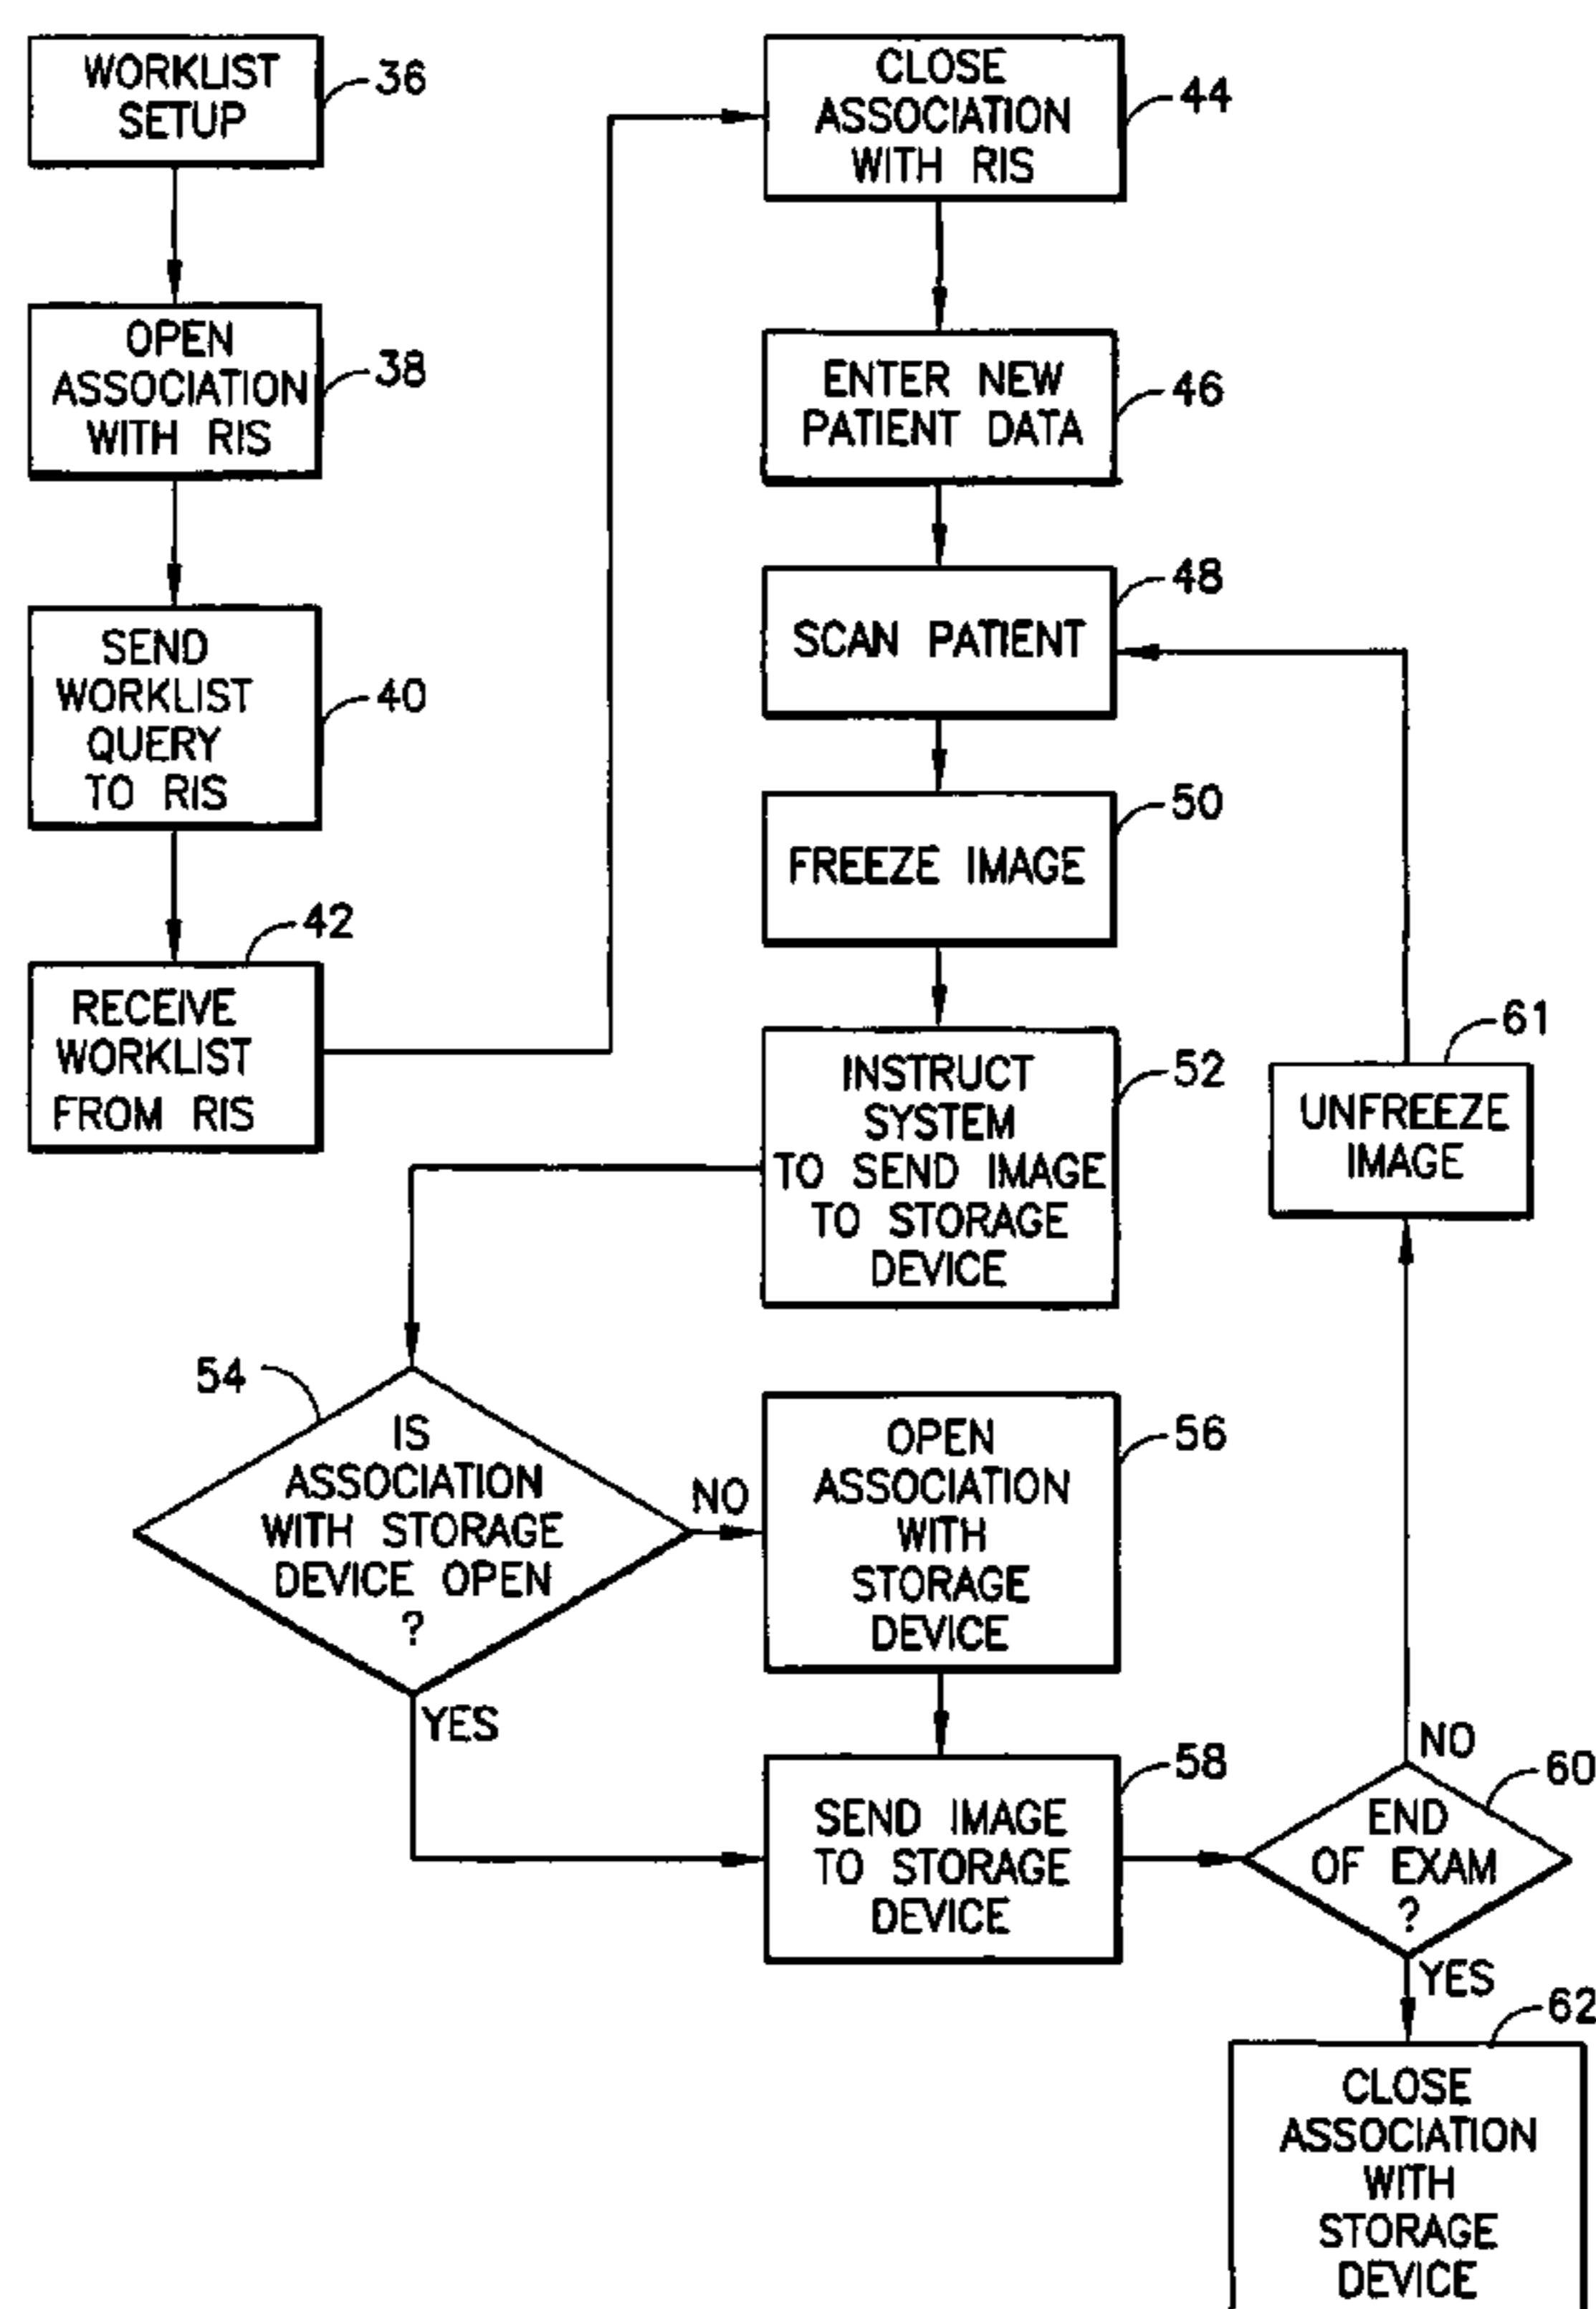 WORKLIST
SETUP
36
OPEN
ASSOCIATION
WITH RIS
38
SEND
WORKLIST
QUERY
TO RIS
40
42
RECEIVE
WORKLIST
FROM RIS
CLOSE
ASSOCIATION
WITH RIS
44
ENTER NEW
PATIENT DATA
46
48
SCAN PATIENT
50
FREEZE IMAGE
INSTRUCT
SYSTEM
TO SEND IMAGE
TO STORAGE
DEVICE
52
61
UNFREEZE
IMAGE
54
IS
ASSOCIATION
WITH STORAGE
DEVICE OPEN
?
NO
YES
OPEN
ASSOCIATION
WITH
STORAGE
DEVICE
56
SEND IMAGE
TO STORAGE
DEVICE
58
NO
60
END
OF EXAM
?
YES
62
CLOSE
ASSOCIATION
WITH
STORAGE
DEVICE